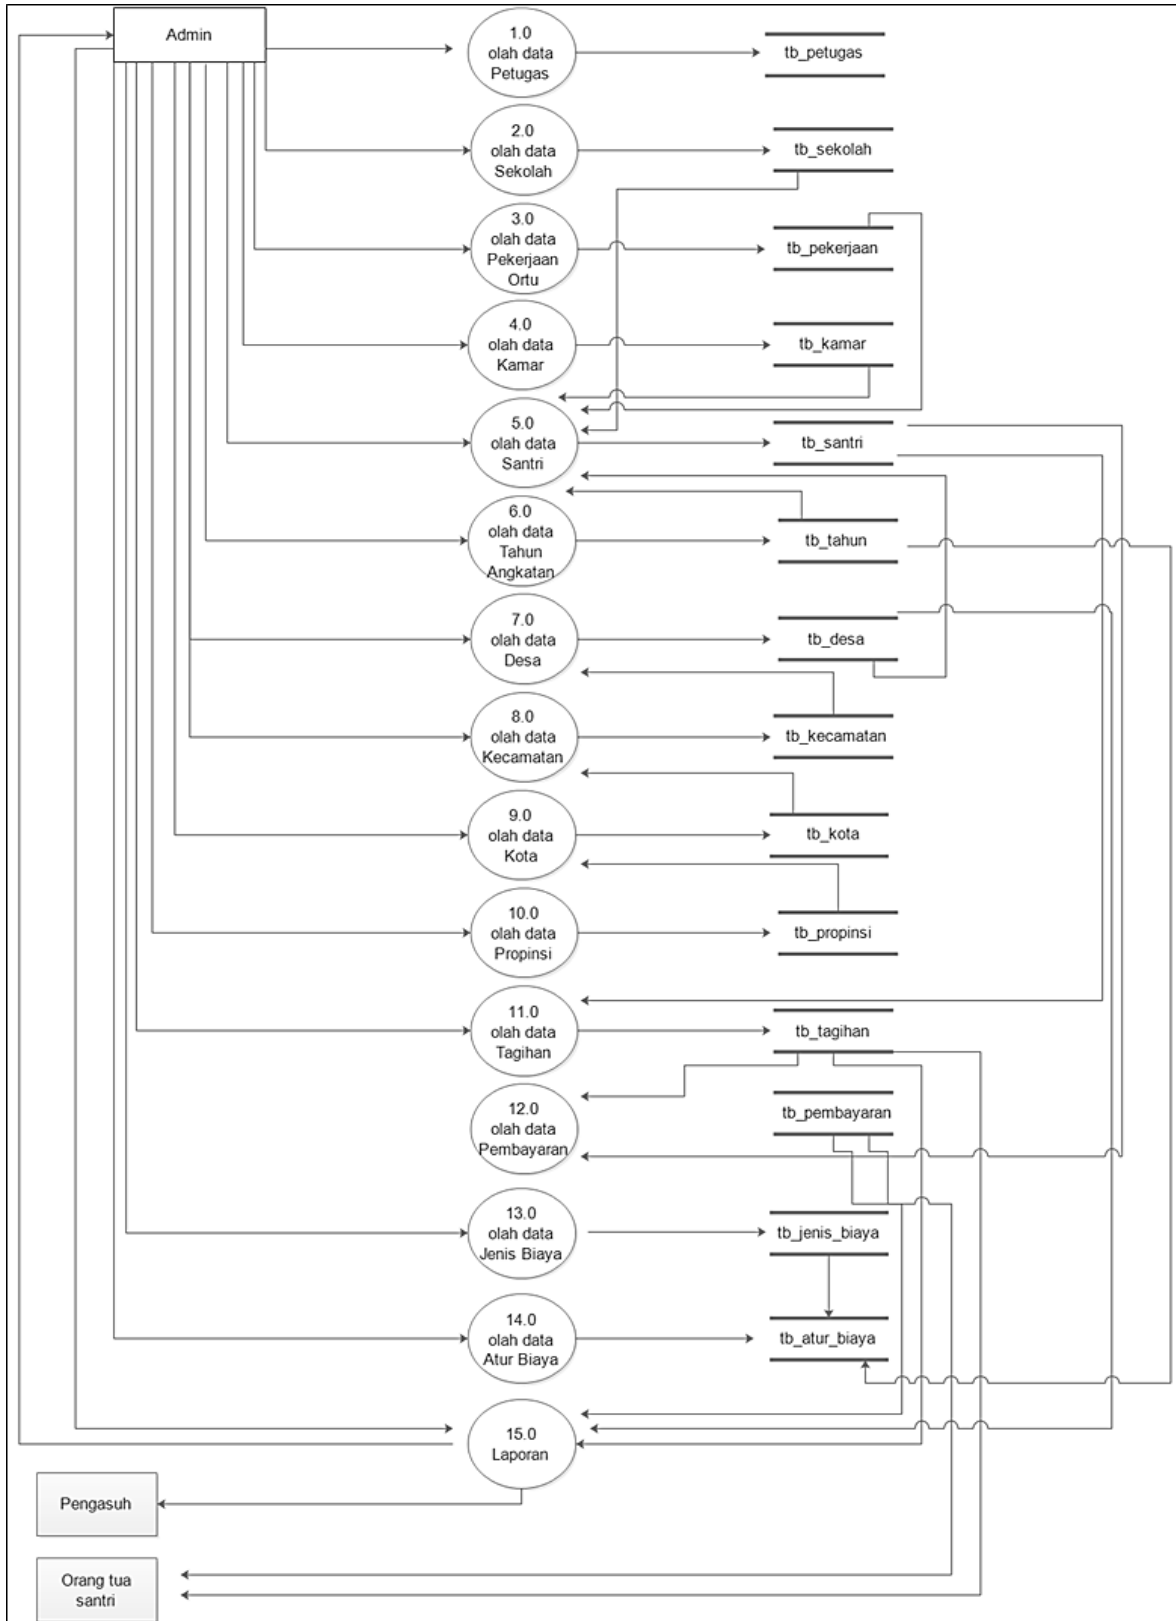 Admin
1.0
olah data
Petugas
tb_petugas
2.0
olah data
Sekolah
tb_sekolah
3.0
olah data
Pekerjaan
Ortu
tb_pekerjaan
4.0
olah data
Kamar
tb_kamar
5.0
olah data
Santri
tb_santri
6.0
olah data
Tahun
Angkatan
tb_tahun
7.0
olah data
Desa
tb_desa
8.0
olah data
Kecamatan
tb_kecamatan
9.0
olah data
Kota
tb_kota
10.0
olah data
Propinsi
tb_propinsi
11.0
olah data
Tagihan
tb_tagihan
12.0
olah data
Pembayaran
tb_pembayaran
13.0
olah data
Jenis Biaya
tb_jenis_biaya
14.0
olah data
Atur Biaya
tb_atur_biaya
15.0
Laporan
Pengasuh
Orang tua
santri